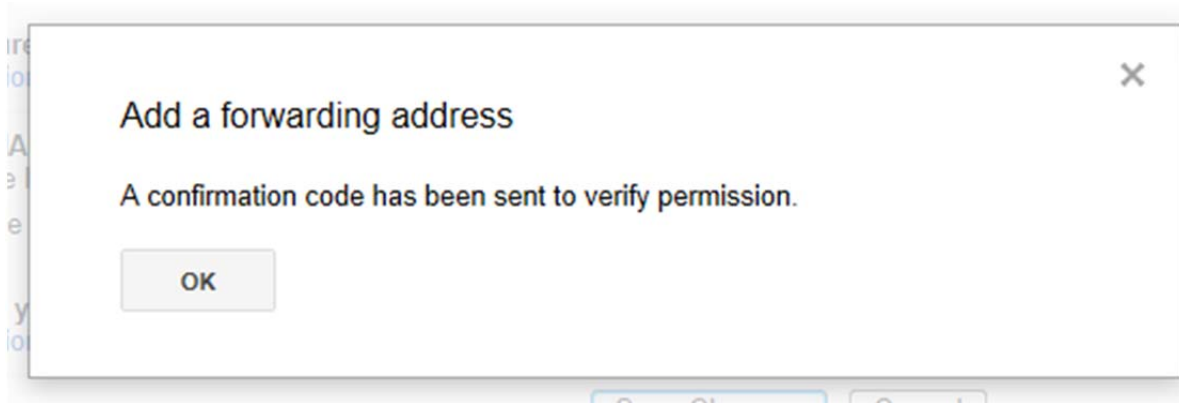 Add a forwarding address
A confirmation code has been sent to verify permission.
OK